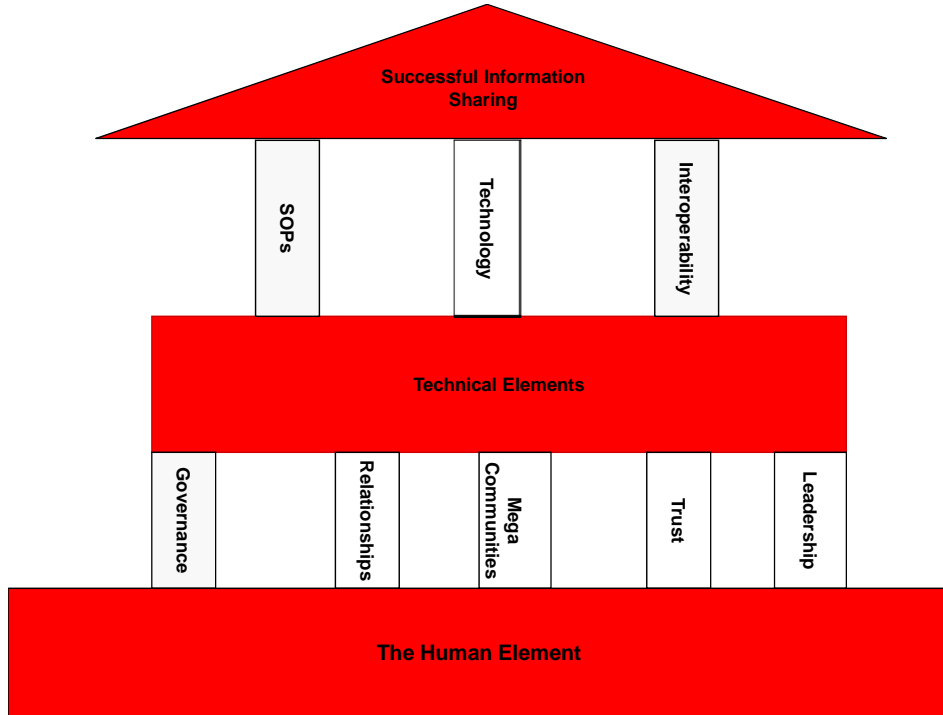 Successful Information
Sharing
SOPs
Technology
Interoperability
Technical Elements
Governance
Relationships
Mega
Communities
Trust
Leadership
The Human Element